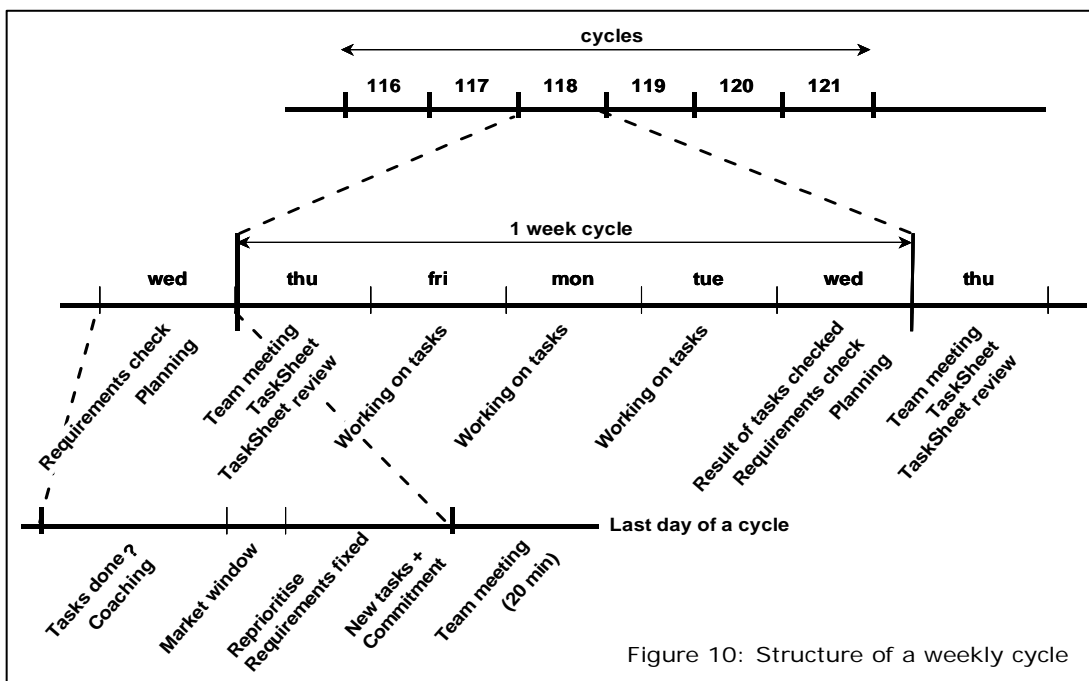 cycles
116 117 118 119 120 121
1 week cycle
wed thu fri mon tue wed thu
Requirements check
Planning
Team meeting
TaskSheet
TaskSheet review
Working on tasks
Working on tasks
Working on tasks
Result of tasks checked
Requirements check
Planning
Team meeting
TaskSheet
TaskSheet review
Last day of a cycle
Tasks done?
Coaching
Market window
Reprioritise
Requirements fixed
New tasks +
Commitment
Team meeting
(20 min)
Figure 10: Structure of a weekly cycle